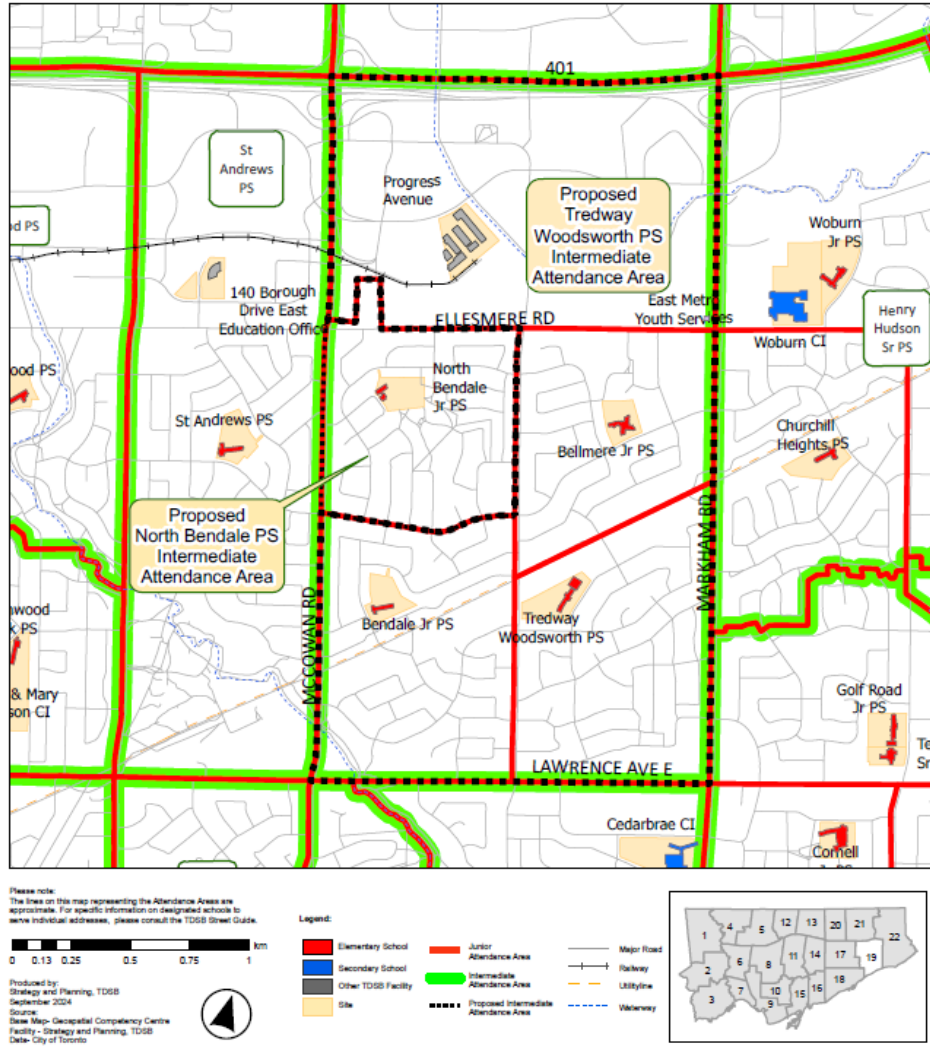 401
St
Andrews
PS
Progress
Avenue
Proposed
Tredway
Woodsworth PS
Intermediate
Attendance Area
Woburn
Jr PS
d PS
140 Borough
Drive East
Education Office
ELLESMERE RD
East Metro
Youth Services
Woburn CI
Henry
Hudson
Sr PS
ood PS
North
Bendale
Jr PS
St Andrews PS
Bellmere Jr PS
Churchill
Heights PS
Proposed
North Bendale PS
Intermediate
Attendance Area
MCCOWAN RD
MARKHAM RD
Bendale Jr PS
Tredway
Woodsworth PS
nwood
k PS
& Mary
son CI
Golf Road
Jr PS
Te
Sr
LAWRENCE AVE E
Cedarbrae CI
Cornell
Please note:
The lines on this map representing the Attendance Areas are
approximate. For specific information on designated schools to
serve individual addresses, please consult the TDSB Street Guide.
km
0 0.13 0.25 0.5 0.75 1
Produced by:
Strategy and Planning, TDSB
September 2024
Source:
Base Map- Geospatial Competency Centre
Facility - Strategy and Planning, TDSB
Data- City of Toronto
Legend:
Elementary School
Secondary School
Other TDSB Facility
Site
Junior
Attendance Area
Intermediate
Attendance Area
Proposed Intermediate
Attendance Area
Major Road
Railway
Utilityline
Waterway
1
4
5
12
13
20
21
22
2
6
8
11
14
17
19
3
7
10
9
15
16
18